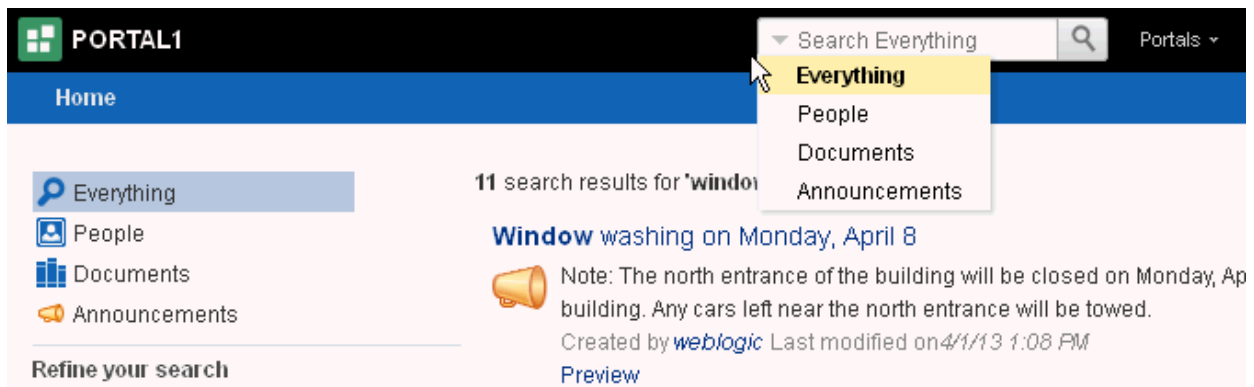 PORTAL1
Search Everything
Portals
Everything
People
Documents
Announcements
Home
Everything
People
Documents
Announcements
Refine your search
11 search results for 'windo
Window washing on Monday, April 8
Note: The north entrance of the building will be closed on Monday, Ap
building. Any cars left near the north entrance will be towed.
Created by weblogic Last modified on4/1/13 1:08 PM
Preview